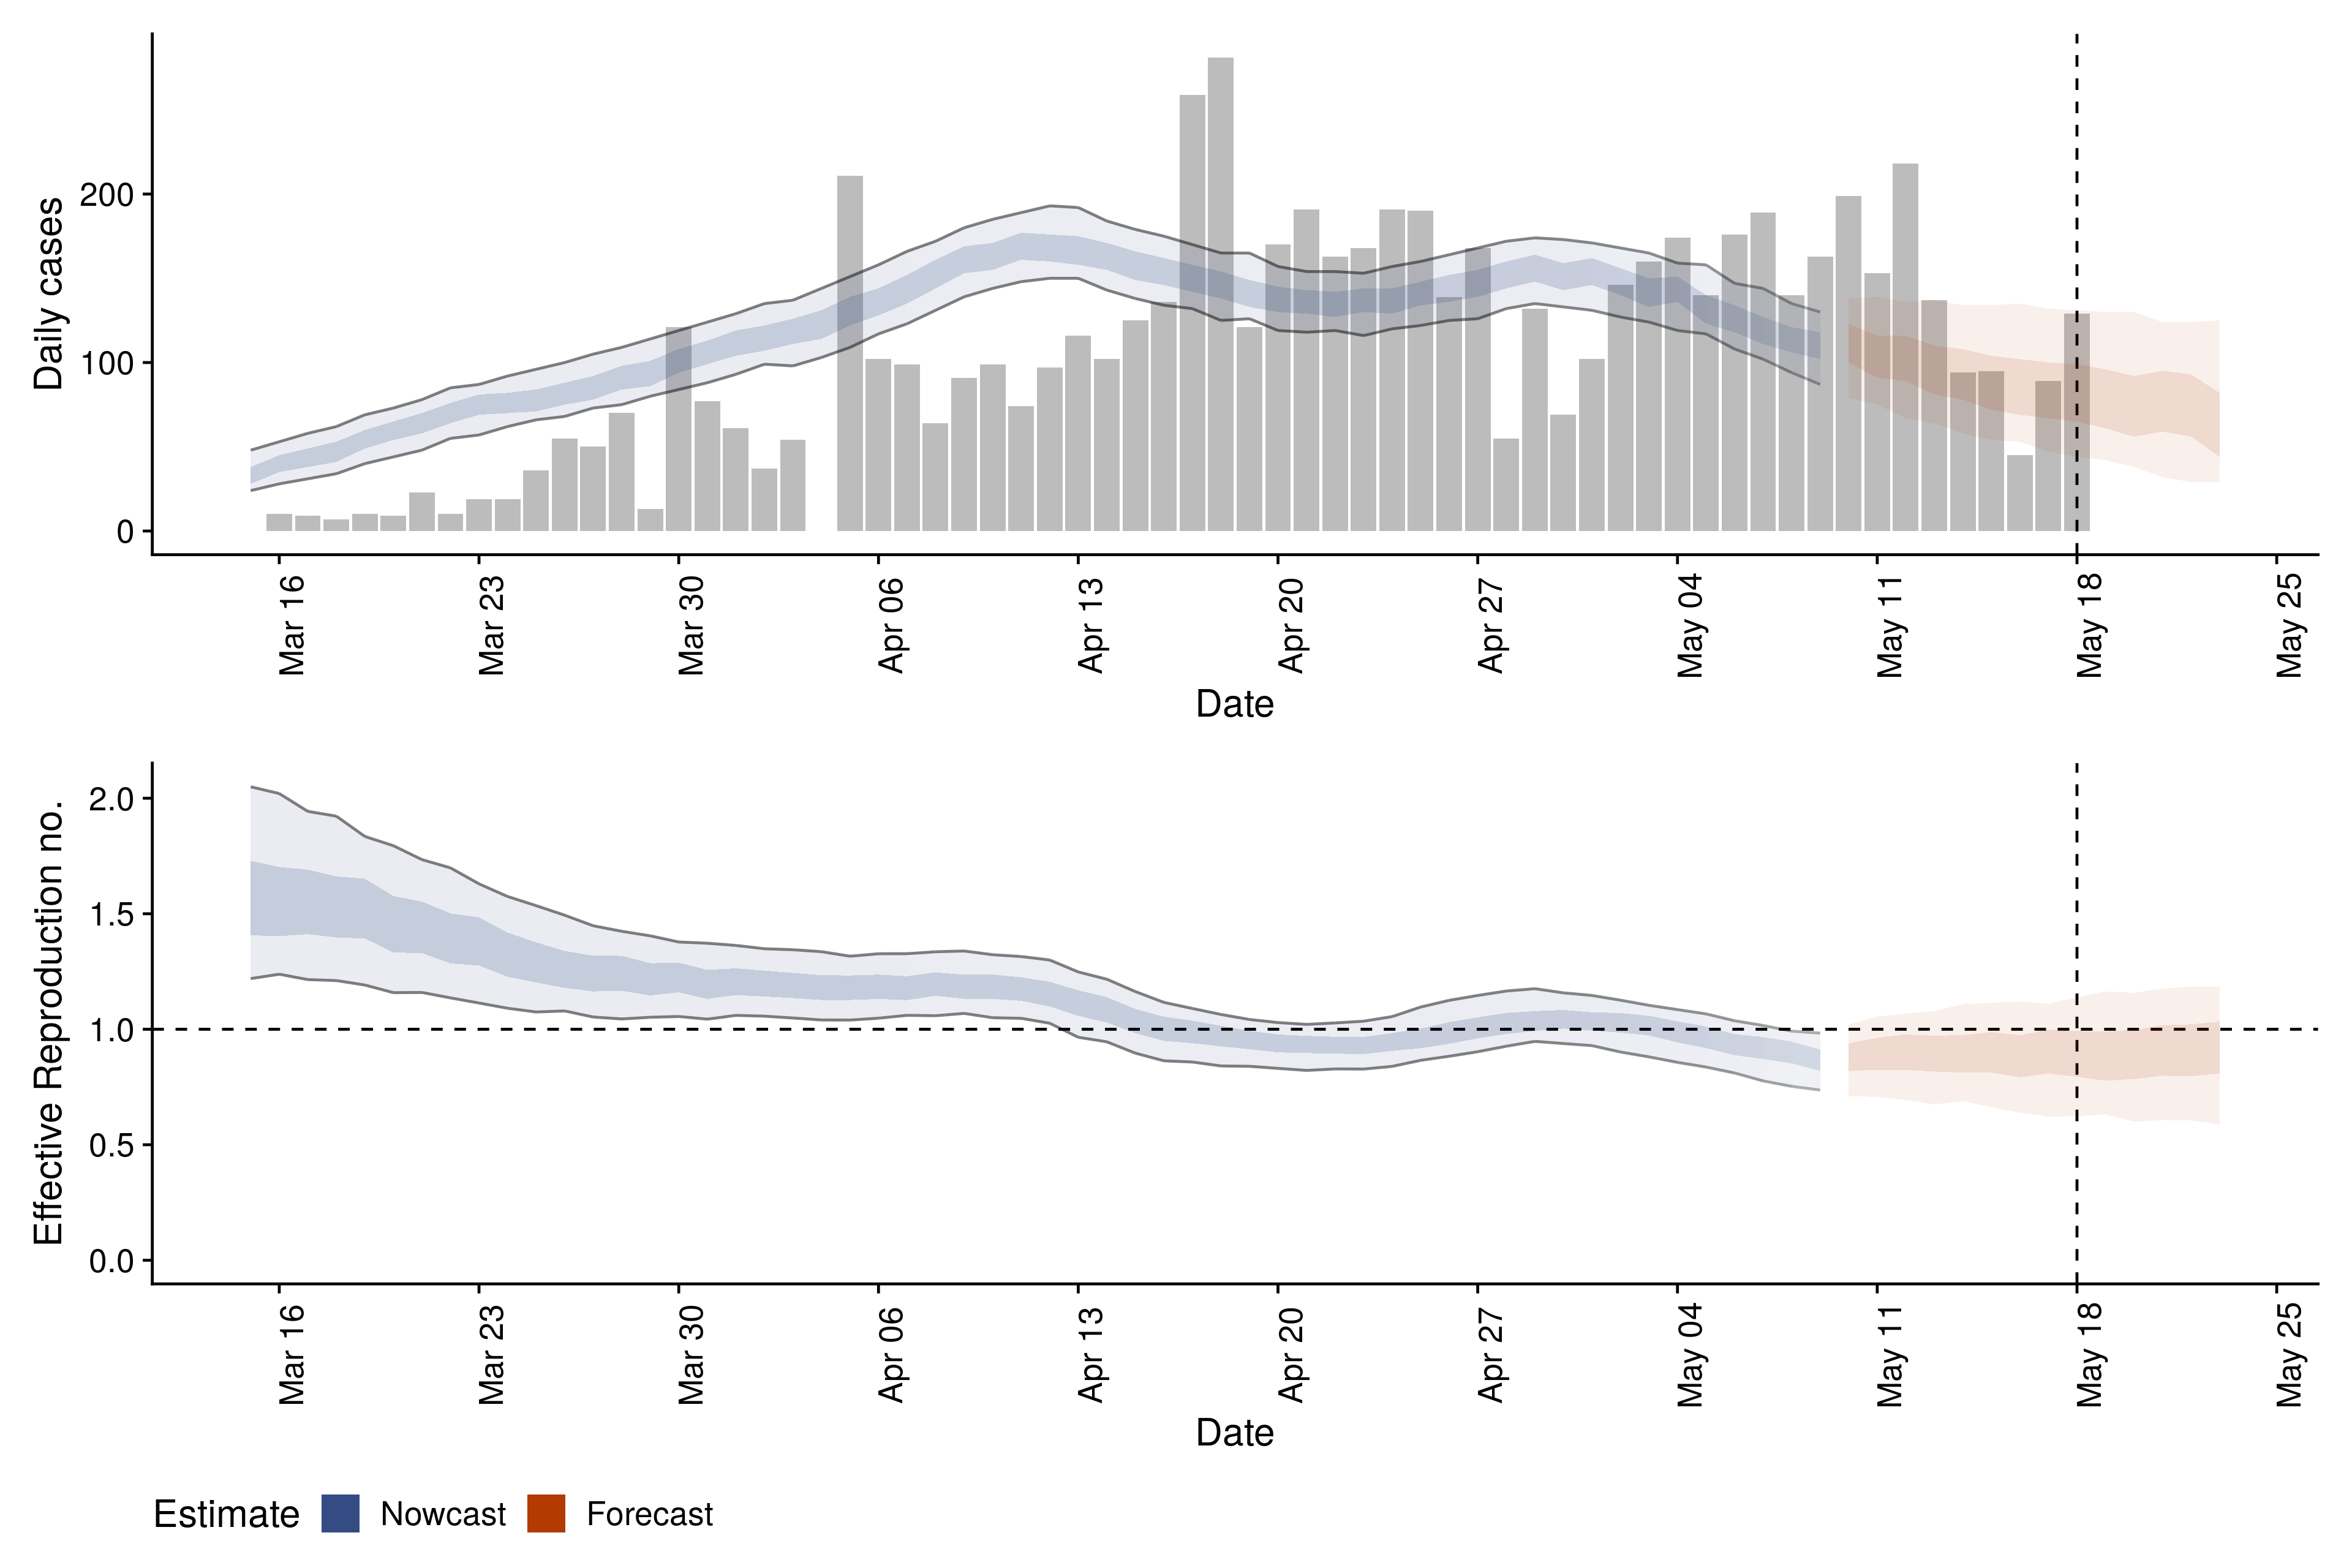 Daily cases
200
100
0
Mar 16 Mar 23 Mar 30 Apr 06 Apr 13 Apr 20 Apr 27 May 04 May 11 May 18 May 25
Date
Effective Reproduction no.
2.0
1.5
1.0
0.5
0.0
Mar 16 Mar 23 Mar 30 Apr 06 Apr 13 Apr 20 Apr 27 May 04 May 11 May 18 May 25
Date
Estimate Nowcast Forecast